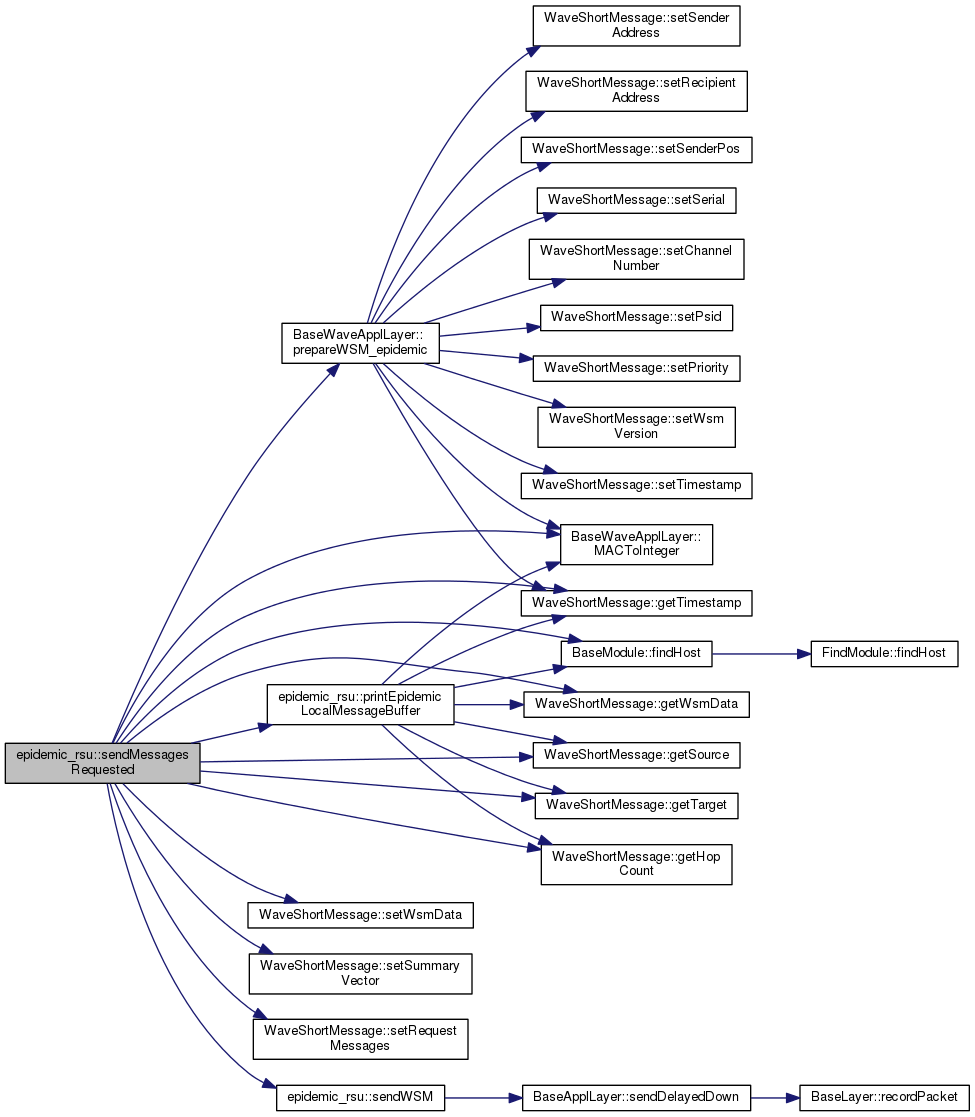 WaveShortMessage::setSender
Address
WaveShortMessage::setRecipient
Address
WaveShortMessage::setSenderPos
WaveShortMessage::setSerial
WaveShortMessage::setChannel
Number
WaveShortMessage::setPsid
BaseWaveApplLayer::
prepareWSM_epidemic
WaveShortMessage::setPriority
WaveShortMessage::setWsm
Version
WaveShortMessage::setTimestamp
BaseWaveApplLayer::
MACToInteger
WaveShortMessage::getTimestamp
BaseModule::findHost
FindModule::findHost
epidemic_rsu::printEpidemic
LocalMessageBuffer
WaveShortMessage::getWsmData
epidemic_rsu::sendMessages
Requested
WaveShortMessage::getSource
WaveShortMessage::getTarget
WaveShortMessage::getHop
Count
WaveShortMessage::setWsmData
WaveShortMessage::setSummary
Vector
WaveShortMessage::setRequest
Messages
epidemic_rsu::sendWSM
BaseApplLayer::sendDelayedDown
BaseLayer::recordPacket